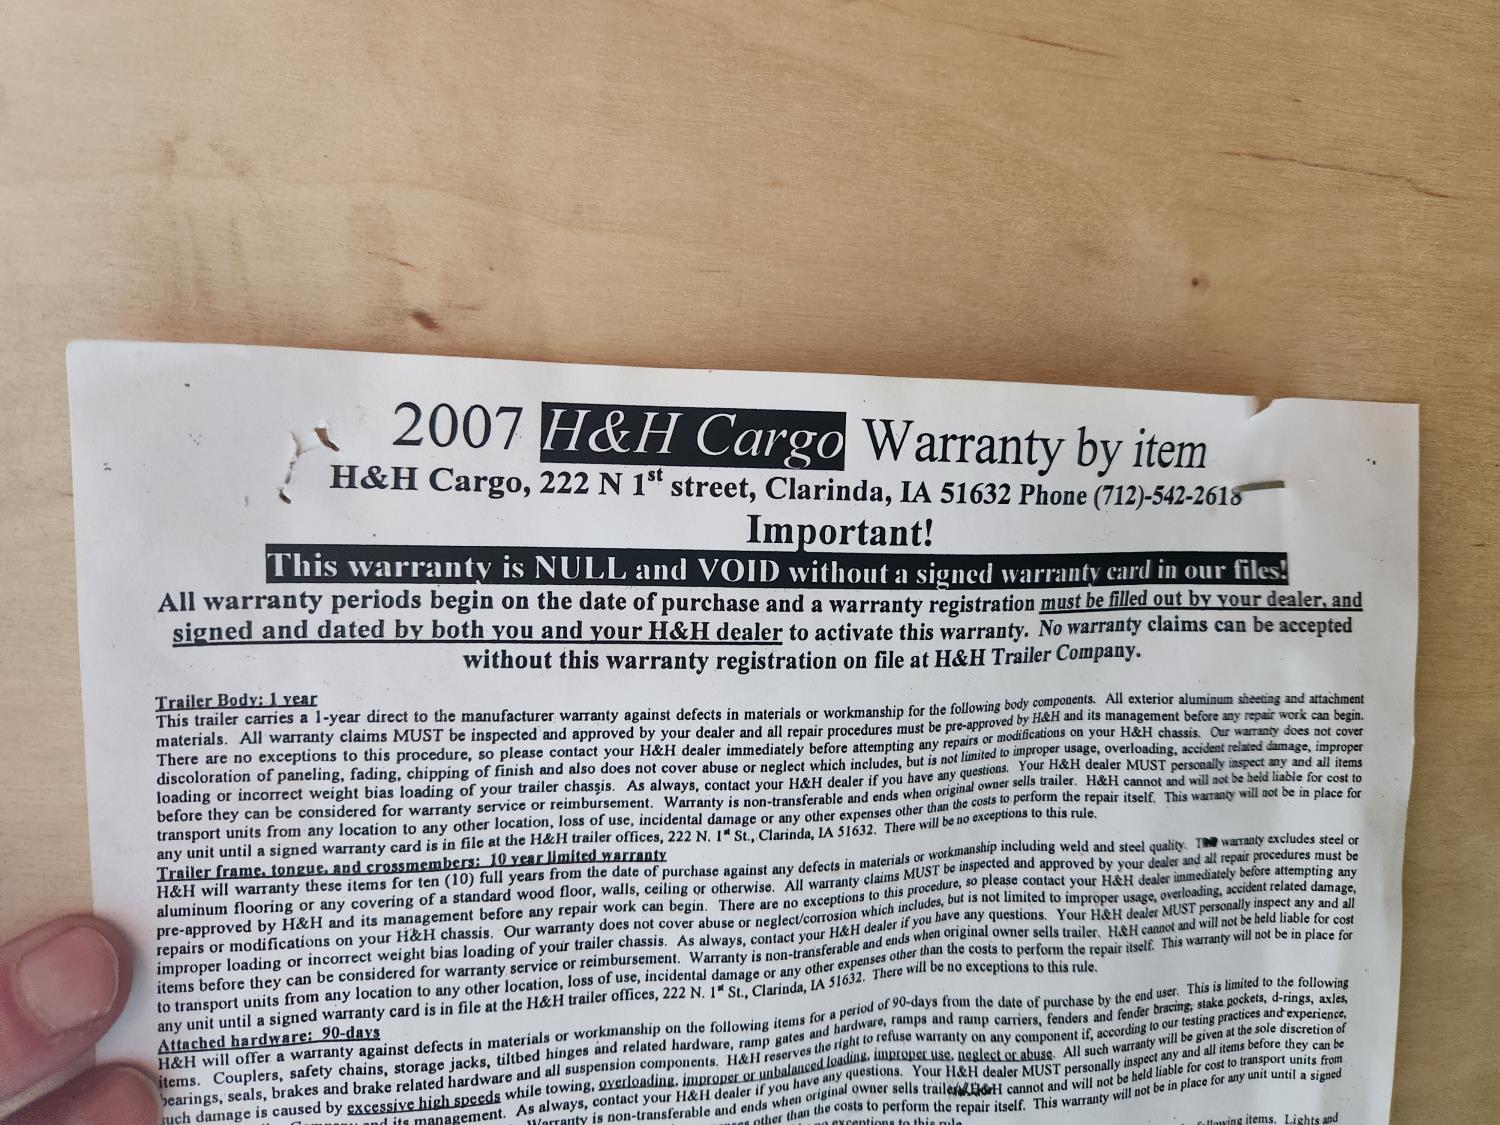 2007 H&H Cargo Warranty by item
H&H Cargo, 222 N 1st street, Clarinda, IA 51632 Phone (712)-542-2618
Important!
This warranty is NULL and VOID without a signed warranty card in our files!
All warranty periods begin on the date of purchase and a warranty registration must be filled out by your dealer, and
signed and dated by both you and your H&H dealer to activate this warranty. No warranty claims can be accepted
without this warranty registration on file at H&H Trailer Company.
Trailer Body: 1 year
This trailer carries a 1-year direct to the manufacturer warranty against defects in materials or workmanship for the following body components. All exterior aluminum sheeting and attachment
materials. All warranty claims MUST be inspected and approved by your dealer and all repair procedures must be pre-approved by H&H and its management before any repair work can begin.
There are no exceptions to this procedure, so please contact your H&H dealer immediately before attempting any repairs or modifications on your H&H chassis. Our warranty does not cover
discoloration of paneling, fading, chipping of finish and also does not cover abuse or neglect which includes, but is not limited to improper usage, overloading, accident related damage, improper
loading or incorrect weight bias loading of your trailer chassis. As always, contact your H&H dealer if you have any questions. Your H&H dealer MUST personally inspect any and all items
before they can be considered for warranty service or reimbursement. Warranty is non-transferable and ends when original owner sells trailer. H&H cannot and will not be held liable for cost to
transport units from any location to any other location, loss of use, incidental damage or any other expenses other than the costs to perform the repair itself. This warranty will not be in place for
any unit until a signed warranty card is in file at the H&H trailer offices, 222 N. 1st St., Clarinda, IA 51632. There will be no exceptions to this rule.
Trailer frame, tongue, and crossmembers: 10 year limited warranty
H&H will warranty these items for ten (10) full years from the date of purchase against any defects in materials or workmanship including weld and steel quality. The warranty excludes steel or
aluminum flooring or any covering of a standard wood floor, walls, ceiling or otherwise. All warranty claims MUST be inspected and approved by your dealer and all repair procedures must be
pre-approved by H&H and its management before any repair work can begin. There are no exceptions to this procedure, so please contact your H&H dealer immediately before attempting any
repairs or modifications on your H&H chassis. Our warranty does not cover abuse or neglect/corrosion which includes, but is not limited to improper usage, overloading, accident related damage,
improper loading or incorrect weight bias loading of your trailer chassis. As always, contact your H&H dealer if you have any questions. Your H&H dealer MUST personally inspect any and all
items before they can be considered for warranty service or reimbursement. Warranty is non-transferable and ends when original owner sells trailer. H&H cannot and will not be held liable for cost
to transport units from any location to any other location, loss of use, incidental damage or any other expenses other than the costs to perform the repair itself. This warranty will not be in place for
any unit until a signed warranty card is in file at the H&H trailer offices, 222 N. 1st St., Clarinda, IA 51632. There will be no exceptions to this rule.
Attached hardware: 90-days
H&H will offer a warranty against defects in materials or workmanship on the following items for a period of 90-days from the date of purchase by the end user. This is limited to the following
items. Couplers, safety chains, storage jacks, tiltbed hinges and related hardware, ramp gates and hardware, ramps and ramp carriers, fenders and fender bracing, stake pockets, d-rings, axles,
bearings, seals, brakes and brake related hardware and all suspension components. H&H reserves the right to refuse warranty on any component if, according to our testing practices and experience,
such damage is caused by excessive high speeds while towing, overloading, improper or unbalanced loading, improper use, neglect or abuse. All such warranty will be given at the sole discretion of
and its management. As always, contact your H&H dealer if you have any questions. Your H&H dealer MUST personally inspect any and all items before they can be
Warranty is non-transferable and ends when original owner sells trailer. H&H cannot and will not be held liable for cost to transport units from
other than the costs to perform the repair itself. This warranty will not be in place for any unit until a signed
no exceptions to this rule.
following items. Lights and